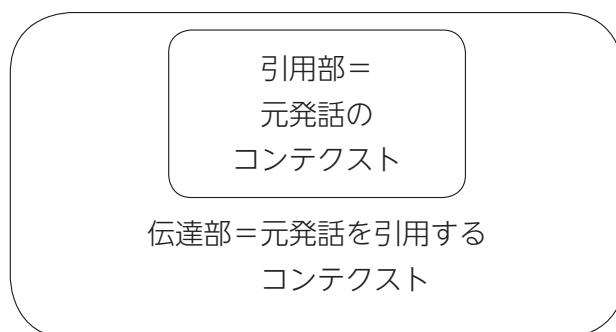 引用部＝
元発話の
コンテクスト
伝達部＝元発話を引用する
コンテクスト